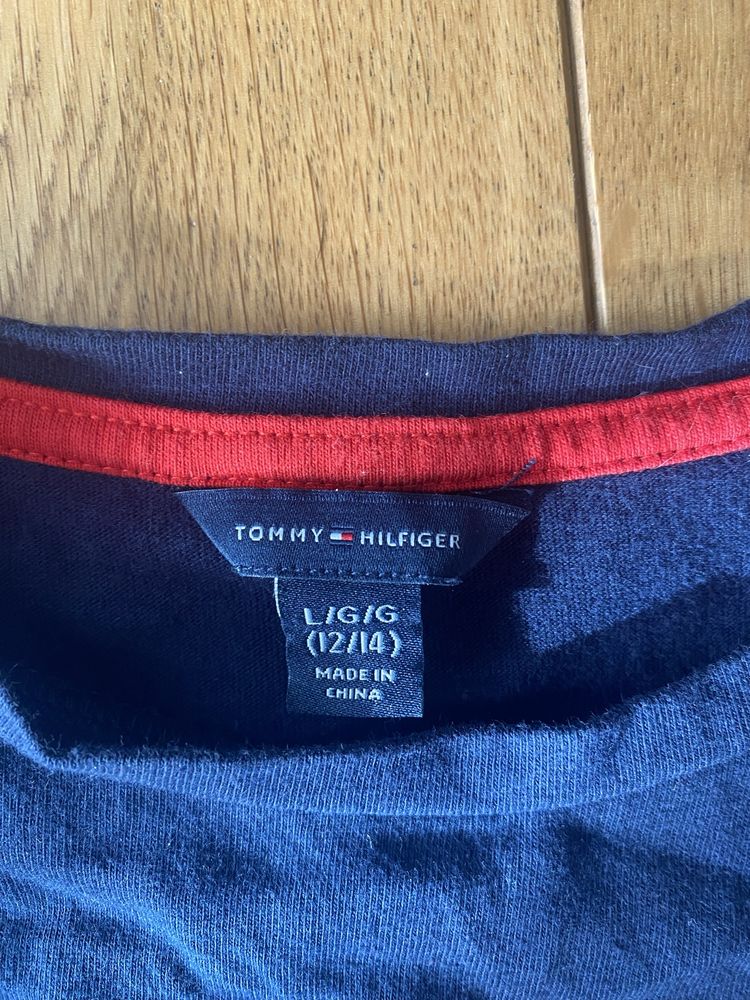 TOMMY HILFIGER
L/G/G
(12/14)
MADE IN
CHINA